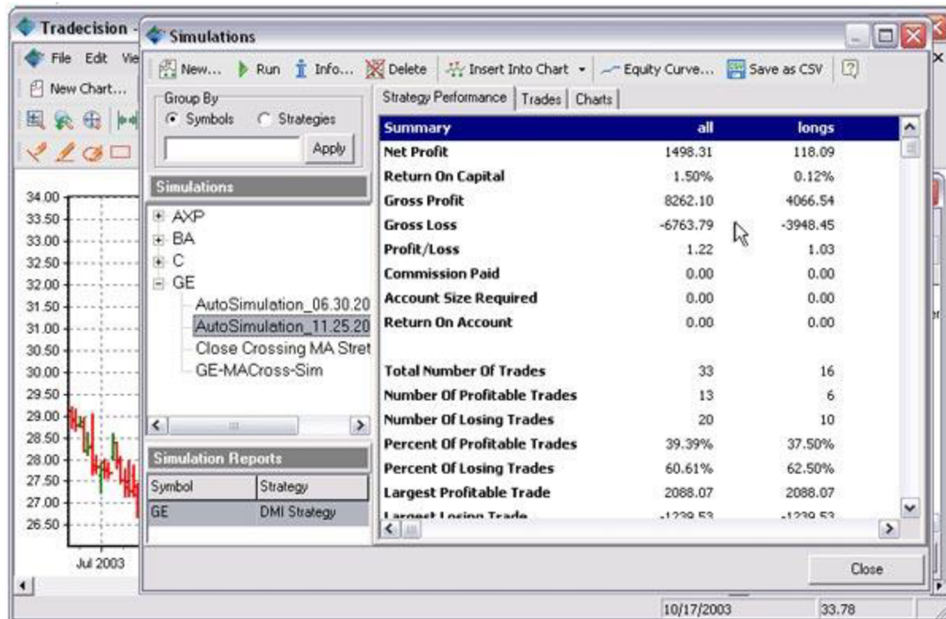 Tradecision -
Simulations
File Edit Vie
New Chart...
New... Run Info... Delete Insert Into Chart Equity Curve... Save as CSV
Group By
Symbols Strategies
Apply
Simulations
AXP
BA
C
GE
AutoSimulation_06.30.20
AutoSimulation_11.25.20
Close Crossing MA Stret
GE-MACross-Sim
Simulation Reports
Symbol Strategy
GE DMI Strategy
Strategy Performance Trades Charts
Summary all longs
Net Profit 1498.31 118.09
Return On Capital 1.50% 0.12%
Gross Profit 8262.10 4066.54
Gross Loss -6763.79 -3948.45
Profit/Loss 1.22 1.03
Commission Paid 0.00 0.00
Account Size Required 0.00 0.00
Return On Account 0.00 0.00
Total Number Of Trades 33 16
Number Of Profitable Trades 13 6
Number Of Losing Trades 20 10
Percent Of Profitable Trades 39.39% 37.50%
Percent Of Losing Trades 60.61% 62.50%
Largest Profitable Trade 2088.07 2088.07
Largest Losing Trade -1239.53 -1239.53
Close
34.00
33.50
33.00
32.50
32.00
31.50
31.00
30.50
30.00
29.50
29.00
28.50
28.00
27.50
27.00
26.50
Jul 2003
10/17/2003 33.78